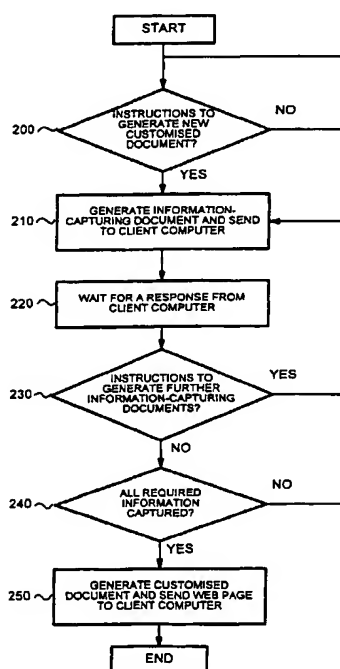 START
200
INSTRUCTIONS TO
GENERATE NEW
CUSTOMISED
DOCUMENT?
NO
YES
210
GENERATE INFORMATION-
CAPTURING DOCUMENT AND SEND
TO CLIENT COMPUTER
220
WAIT FOR A RESPONSE FROM
CLIENT COMPUTER
230
INSTRUCTIONS TO
GENERATE FURTHER
INFORMATION-CAPTURING
DOCUMENTS?
YES
NO
240
ALL REQUIRED
INFORMATION
CAPTURED?
NO
YES
250
GENERATE CUSTOMISED
DOCUMENT AND SEND WEB PAGE
TO CLIENT COMPUTER
END